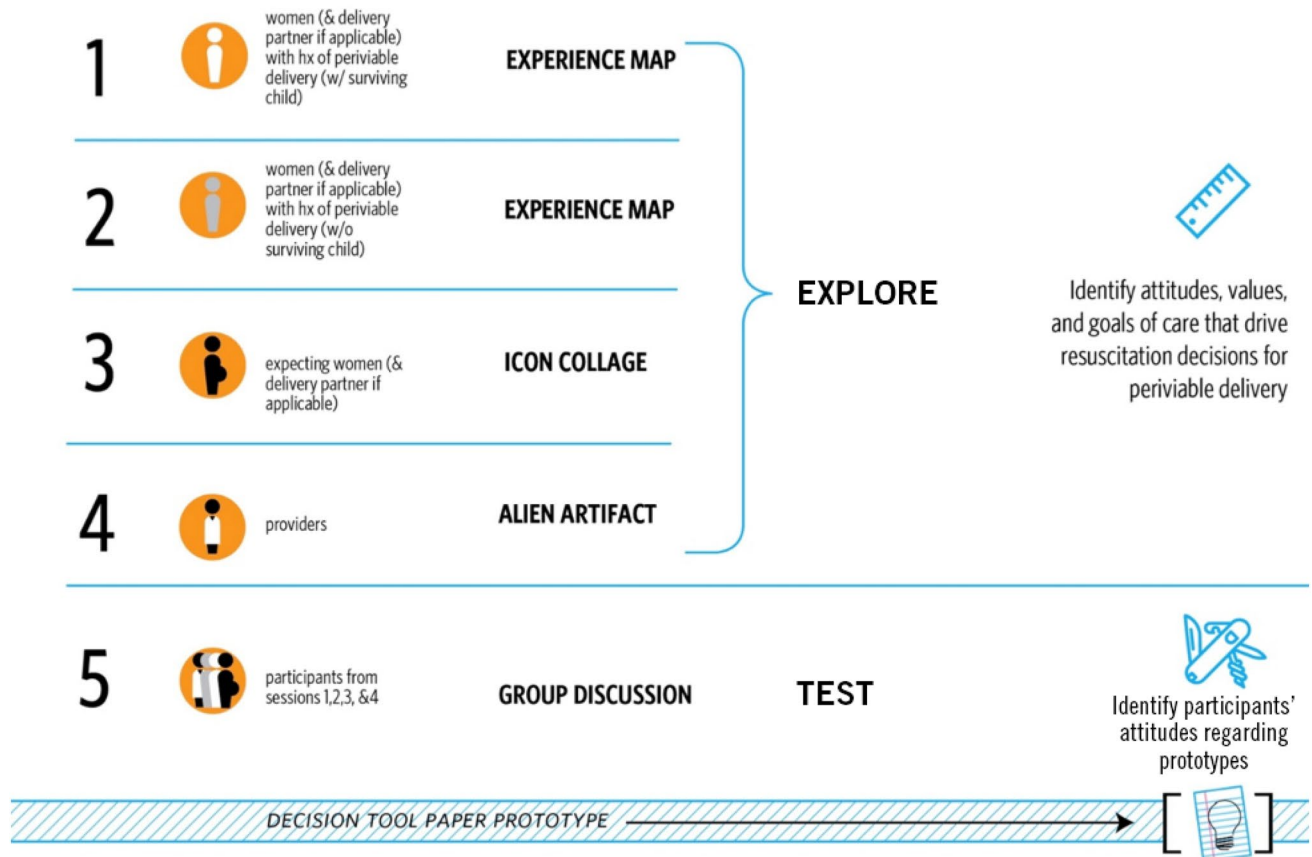 1
women (& delivery
partner if applicable)
with hx of periviable
delivery (w/ surviving
child)
EXPERIENCE MAP
2
women (& delivery
partner if applicable)
with hx of periviable
delivery (w/o
surviving child)
EXPERIENCE MAP
3
expecting women (&
delivery partner if
applicable)
ICON COLLAGE
4
providers
ALIEN ARTIFACT
EXPLORE
Identify attitudes, values,
and goals of care that drive
resuscitation decisions for
periviable delivery
5
participants from
sessions 1,2,3, &4
GROUP DISCUSSION
TEST
Identify participants'
attitudes regarding
prototypes
DECISION TOOL PAPER PROTOTYPE